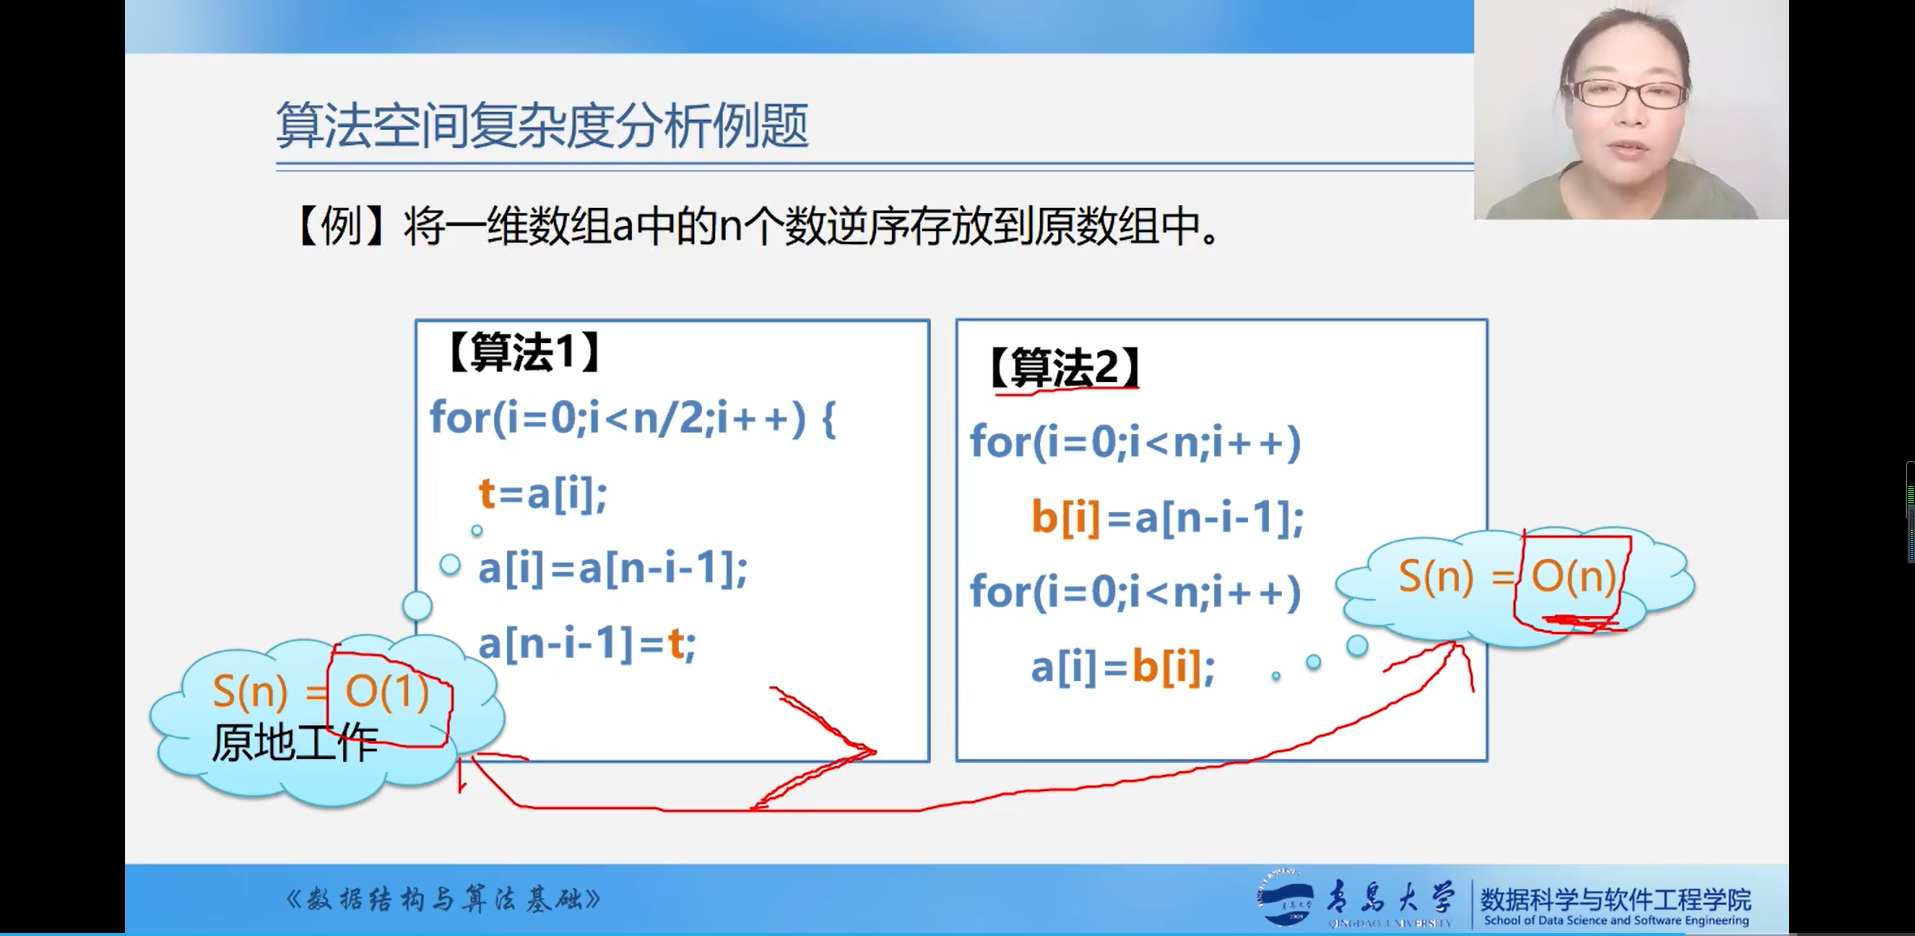 算法空间复杂度分析例题
【例】将一维数组a中的n个数逆序存放到原数组中。
【算法1】
for(i=0;i<n/2;i++) {
t=a[i];
a[i]=a[n-i-1];
a[n-i-1]=t;
S(n) = O(1)
原地工作
【算法2】
for(i=0;i<n;i++)
b[i]=a[n-i-1];
for(i=0;i<n;i++)
a[i]=b[i];
S(n) = O(n)
《数据结构与算法基础》
青岛大学
QINGDAO UNIVERSITY
数据科学与软件工程学院
School of Data Science and Software Engineering